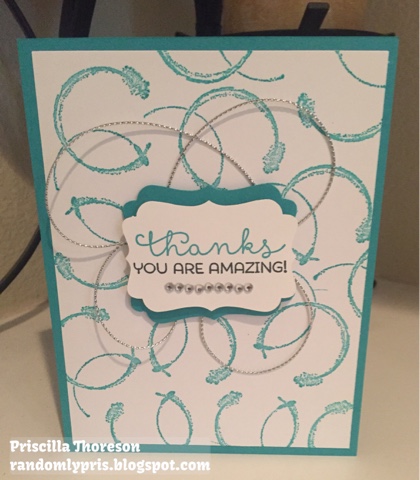 thanks
YOU ARE AMAZING!
Priscilla Thoreson
randomlypris.blogspot.com